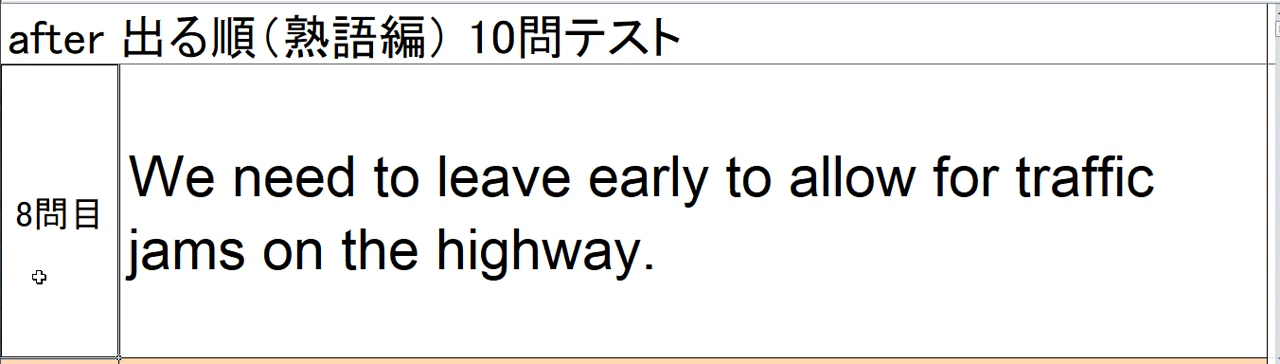 after 出る順（熟語編） 10問テスト
8問目
We need to leave early to allow for traffic
jams on the highway.